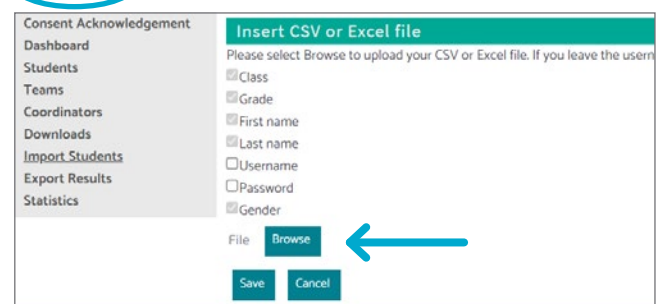 Consent Acknowledgement
Dashboard
Students
Teams
Coordinators
Downloads
Import Students
Export Results
Statistics
Insert CSV or Excel file
Please select Browse to upload your CSV or Excel file. If you leave the usern
Class
Grade
First name
Last name
Username
Password
Gender
File Browse
Save Cancel